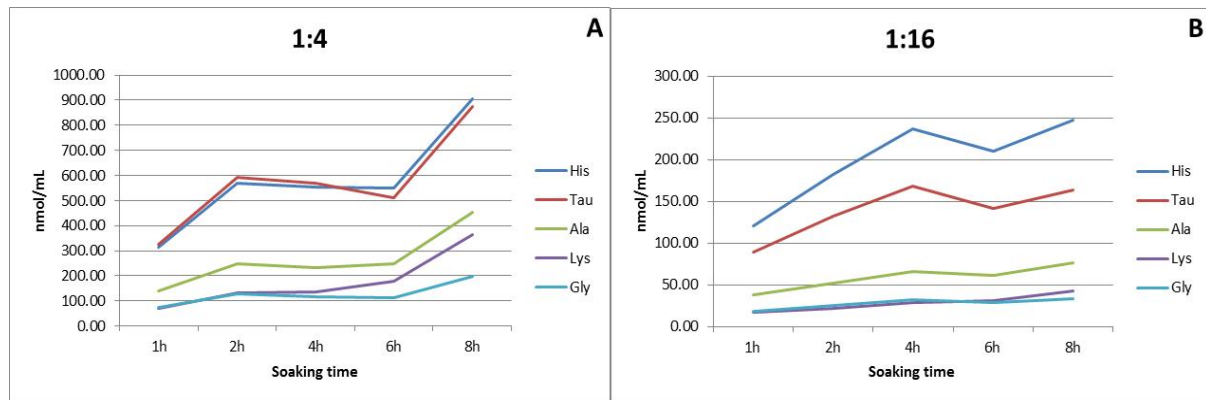 A
1:4
1000.00
900.00
800.00
700.00
600.00
500.00
400.00
300.00
200.00
100.00
0.00
nmol/mL
1h 2h 4h 6h 8h
Soaking time
His
Tau
Ala
Lys
Gly
B
1:16
300.00
250.00
200.00
150.00
100.00
50.00
0.00
nmol/mL
1h 2h 4h 6h 8h
Soaking time
His
Tau
Ala
Lys
Gly